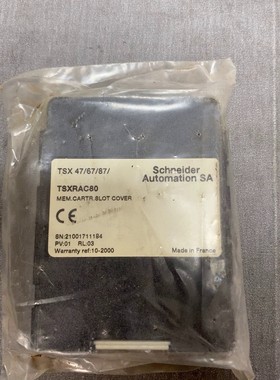 TSX 47/67/87/
Schneider
Automation SA
TSXRAC80
MEM.CARTR.SLOT COVER
CE
SN:21001711184
PV:01 RL:03
Warranty ref:10-2000
Made in France